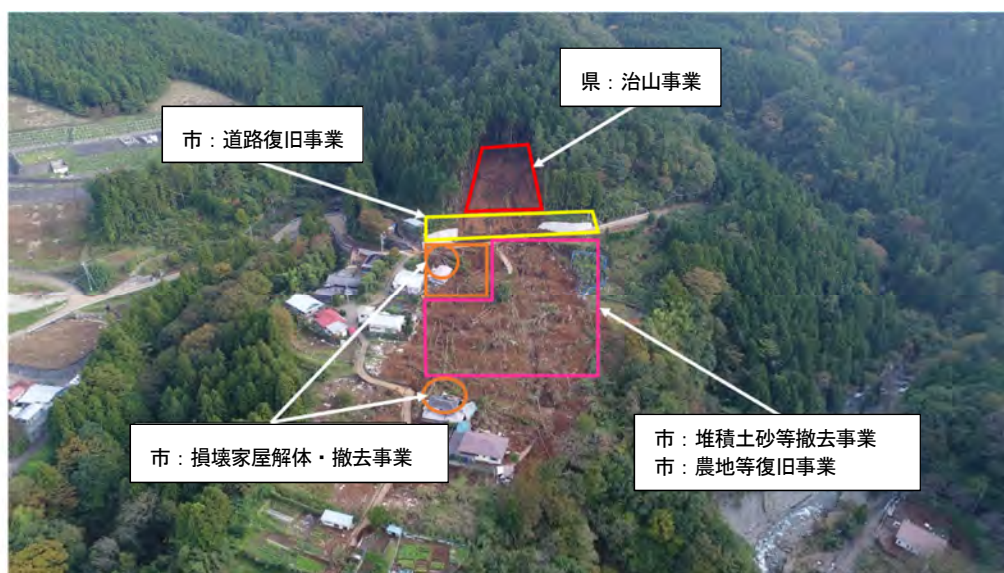 県：治山事業
市：道路復旧事業
市：損壊家屋解体・撤去事業
市：堆積土砂等撤去事業
市：農地等復旧事業